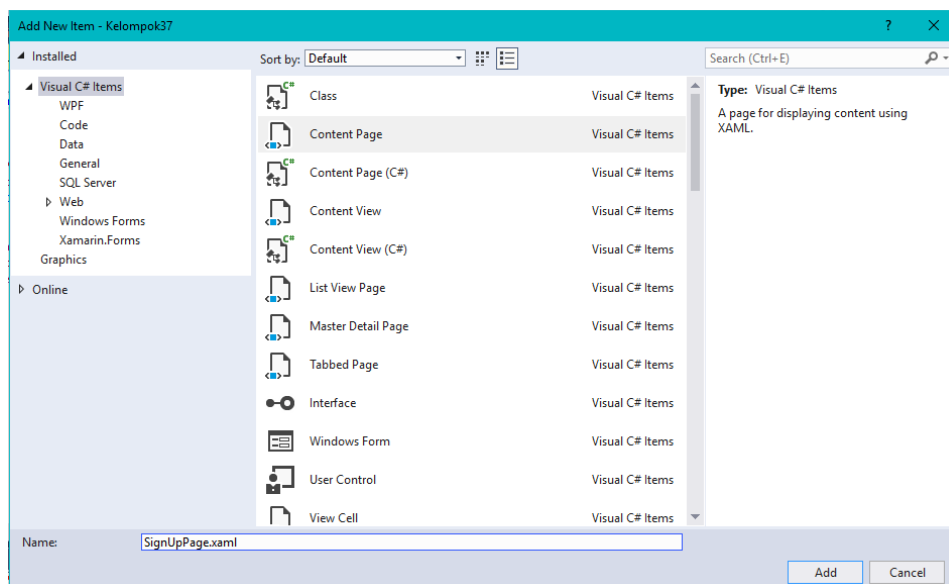 Add New Item - Kelompok37
?
Installed
Sort by: Default
Search (Ctrl+E)
Visual C# Items
WPF
Code
Data
General
SQL Server
Web
Windows Forms
Xamarin.Forms
Graphics
Online
C# Class Visual C# Items
Content Page Visual C# Items
C# Content Page (C#) Visual C# Items
Content View Visual C# Items
C# Content View (C#) Visual C# Items
List View Page Visual C# Items
Master Detail Page Visual C# Items
Tabbed Page Visual C# Items
Interface Visual C# Items
Windows Form Visual C# Items
User Control Visual C# Items
View Cell Visual C# Items
Type: Visual C# Items
A page for displaying content using
XAML.
Name: SignUpPage.xaml
Add Cancel